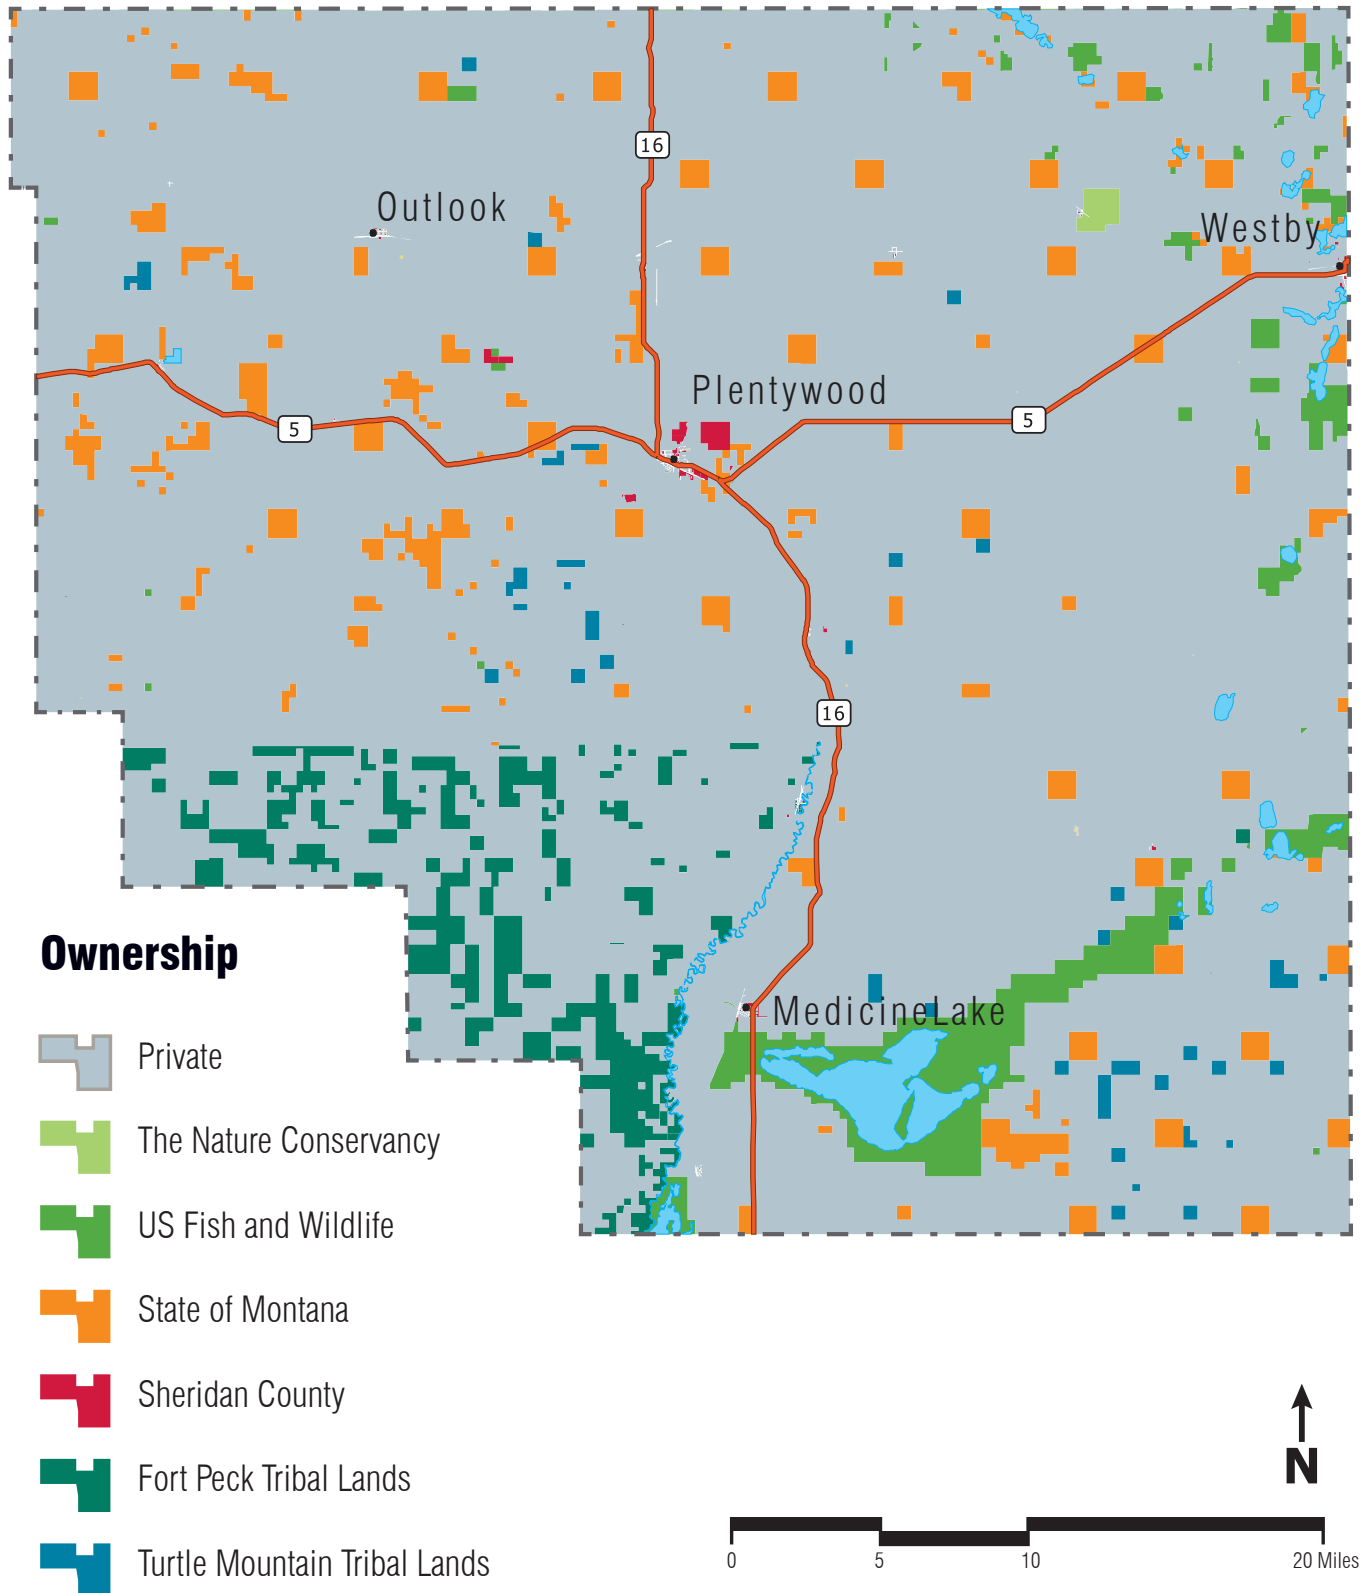 16
Outlook
Westby
Plentywood
5
5
16
MedicineLake
Ownership
Private
The Nature Conservancy
US Fish and Wildlife
State of Montana
Sheridan County
Fort Peck Tribal Lands
Turtle Mountain Tribal Lands
N
0 5 10 20 Miles